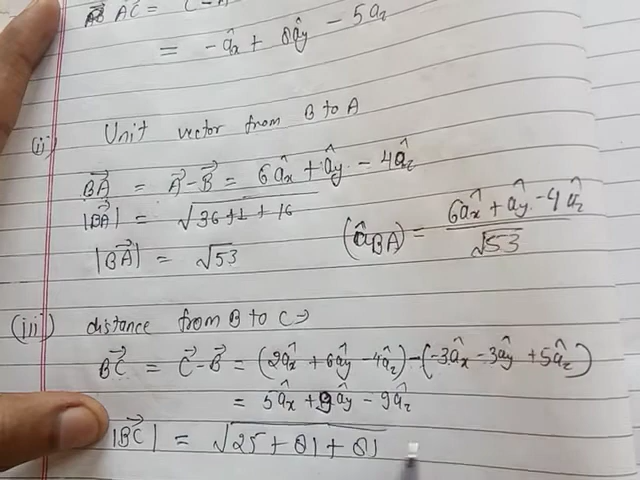 AC = C - A
= -âx + 8ây - 5az
(ii) Unit vector from B to A
BA = A - B = 6âx + ây - 4âz
|BA| = √36+1+16
|BA| = √53
(âBA) = 6âx + ây - 4âz / √53
(iii) distance from B to C ⇒
BC = C - B = (2âx + 6ây - 4âz) - (-3âx - 3ây + 5âz)
= 5âx + 9ây - 9âz
|BC| = √25 + 81 + 81